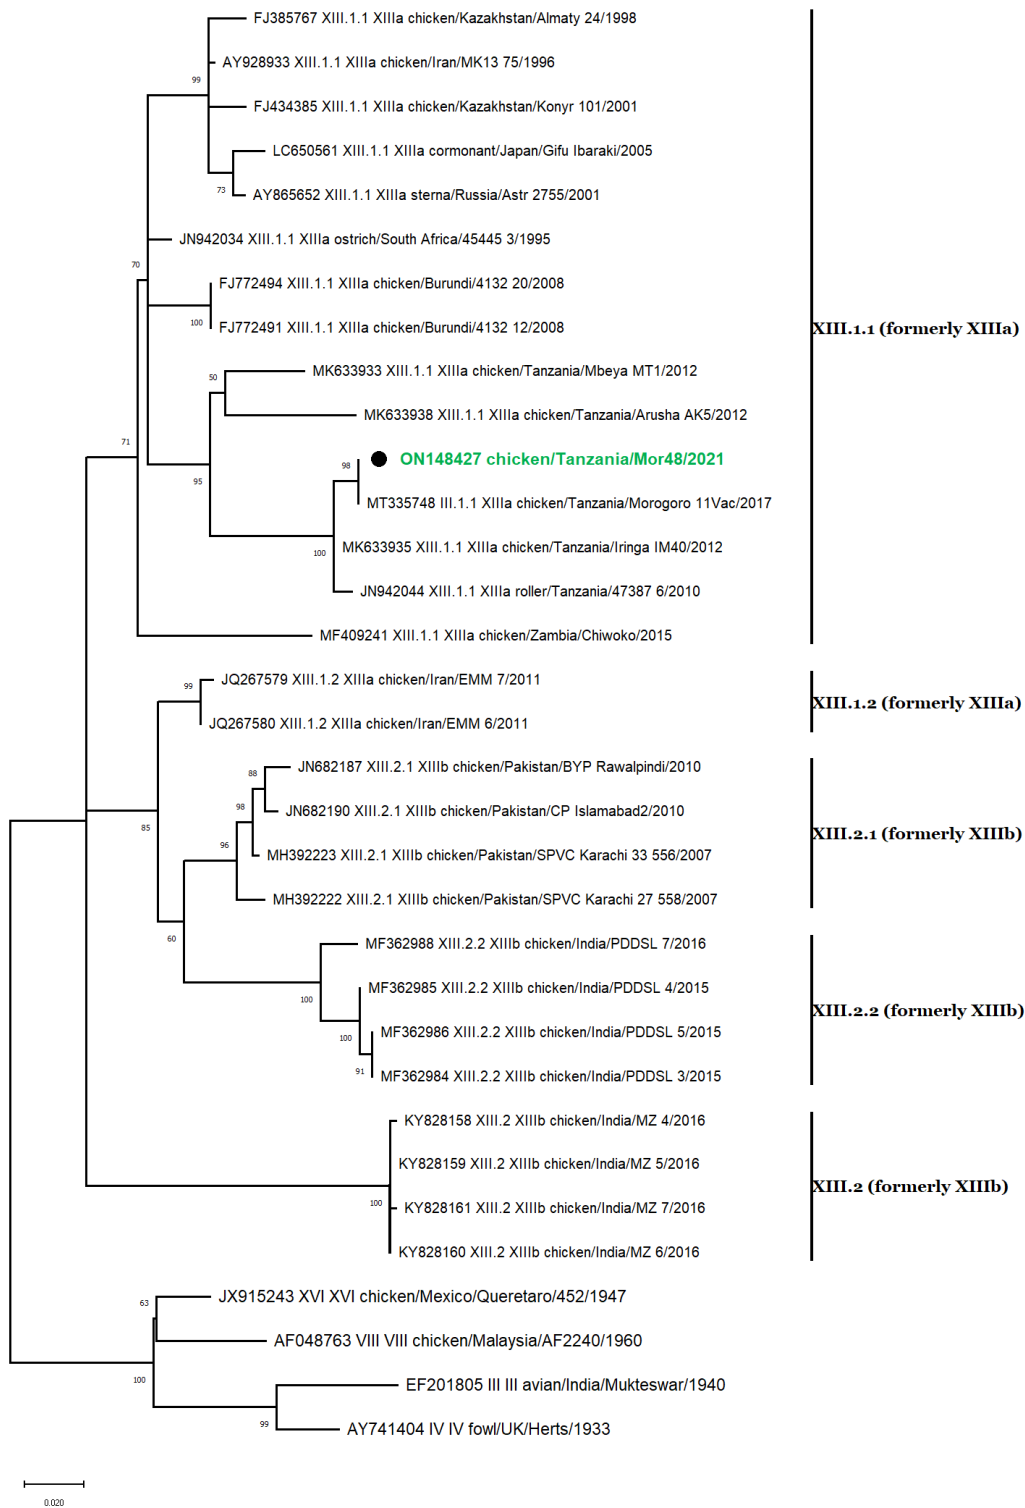 FJ385767 XIII.1.1 XIIIa chicken/Kazakhstan/Almaty 24/1998
AY928933 XIII.1.1 XIIIa chicken/Iran/MK13 75/1996
99
FJ434385 XIII.1.1 XIIIa chicken/Kazakhstan/Konyr 101/2001
LC650561 XIII.1.1 XIIIa cormonant/Japan/Gifu Ibaraki/2005
73
AY865652 XIII.1.1 XIIIa sterna/Russia/Astr 2755/2001
JN942034 XIII.1.1 XIIIa ostrich/South Africa/45445 3/1995
70
FJ772494 XIII.1.1 XIIIa chicken/Burundi/4132 20/2008
100
FJ772491 XIII.1.1 XIIIa chicken/Burundi/4132 12/2008
XIII.1.1 (formerly XIIIa)
MK633933 XIII.1.1 XIIIa chicken/Tanzania/Mbeya MT1/2012
50
MK633938 XIII.1.1 XIIIa chicken/Tanzania/Arusha AK5/2012
71
ON148427 chicken/Tanzania/Mor48/2021
98
95
MT335748 III.1.1 XIIIa chicken/Tanzania/Morogoro 11Vac/2017
MK633935 XIII.1.1 XIIIa chicken/Tanzania/Iringa IM40/2012
100
JN942044 XIII.1.1 XIIIa roller/Tanzania/47387 6/2010
MF409241 XIII.1.1 XIIIa chicken/Zambia/Chiwoko/2015
JQ267579 XIII.1.2 XIIIa chicken/Iran/EMM 7/2011
99
XIII.1.2 (formerly XIIIa)
JQ267580 XIII.1.2 XIIIa chicken/Iran/EMM 6/2011
JN682187 XIII.2.1 XIIIb chicken/Pakistan/BYP Rawalpindi/2010
88
98
JN682190 XIII.2.1 XIIIb chicken/Pakistan/CP Islamabad2/2010
85
XIII.2.1 (formerly XIIIb)
96
MH392223 XIII.2.1 XIIIb chicken/Pakistan/SPVC Karachi 33 556/2007
MH392222 XIII.2.1 XIIIb chicken/Pakistan/SPVC Karachi 27 558/2007
60
MF362988 XIII.2.2 XIIIb chicken/India/PDDSL 7/2016
MF362985 XIII.2.2 XIIIb chicken/India/PDDSL 4/2015
100
XIII.2.2 (formerly XIIIb)
MF362986 XIII.2.2 XIIIb chicken/India/PDDSL 5/2015
100
91
MF362984 XIII.2.2 XIIIb chicken/India/PDDSL 3/2015
KY828158 XIII.2 XIIIb chicken/India/MZ 4/2016
KY828159 XIII.2 XIIIb chicken/India/MZ 5/2016
XIII.2 (formerly XIIIb)
100
KY828161 XIII.2 XIIIb chicken/India/MZ 7/2016
KY828160 XIII.2 XIIIb chicken/India/MZ 6/2016
JX915243 XVI XVI chicken/Mexico/Queretaro/452/1947
63
AF048763 VIII VIII chicken/Malaysia/AF2240/1960
100
EF201805 III III avian/India/Mukteswar/1940
99
AY741404 IV IV fowl/UK/Herts/1933
0.020